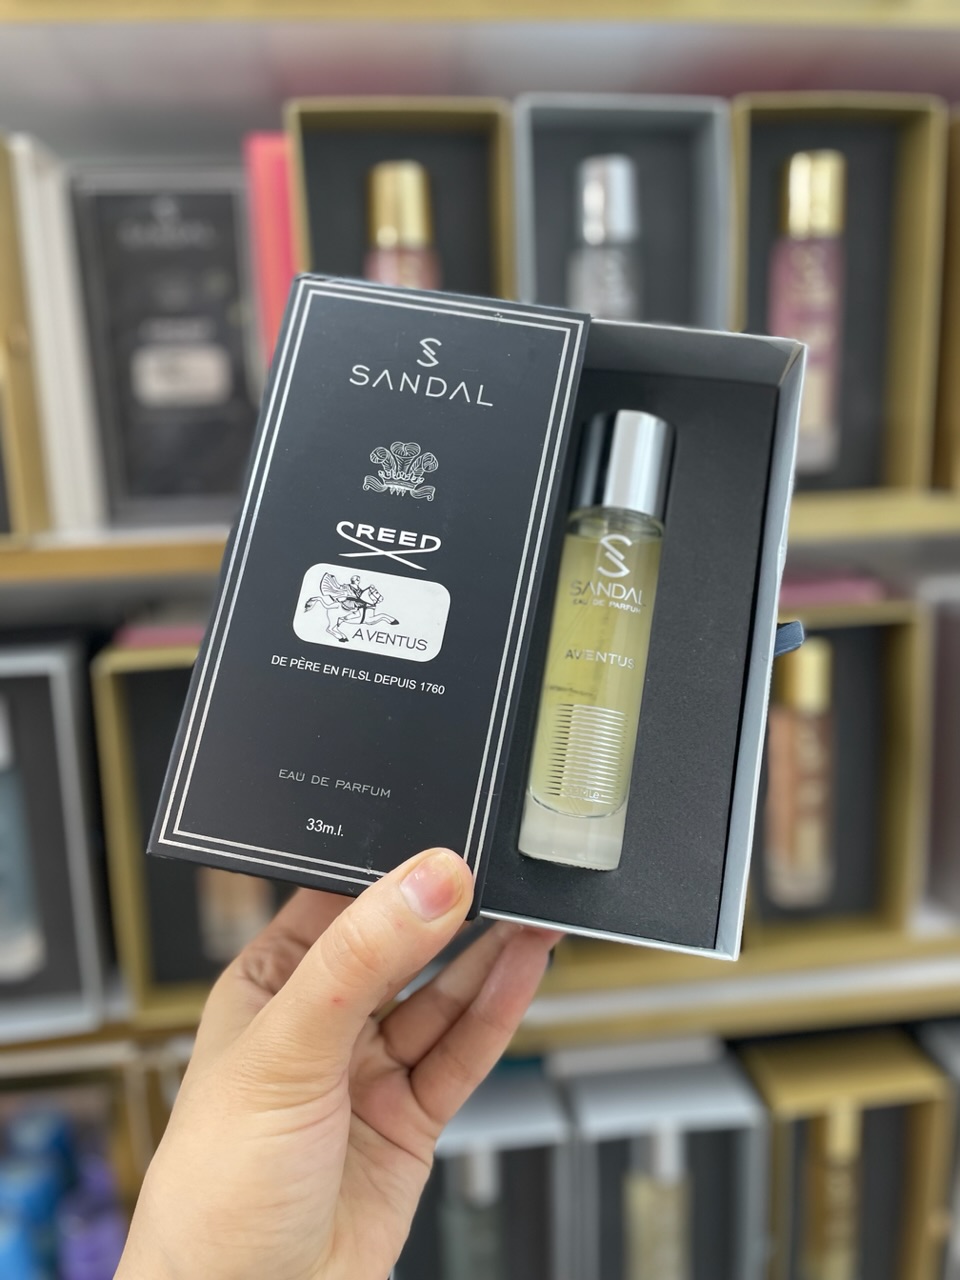 SANDAL
CREED
AVENTUS
DE PÈRE EN FILSL DEPUIS 1760
EAU DE PARFUM
33m.l.
S
SANDAL
EAU DE PARFUM
AVENTUS